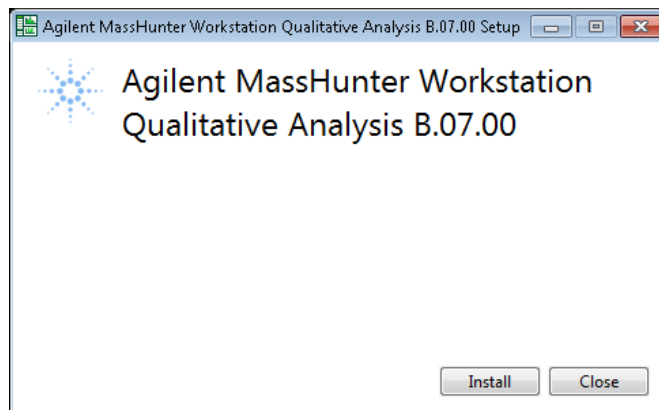 Agilent MassHunter Workstation Qualitative Analysis B.07.00 Setup
Agilent MassHunter Workstation
Qualitative Analysis B.07.00
Install Close